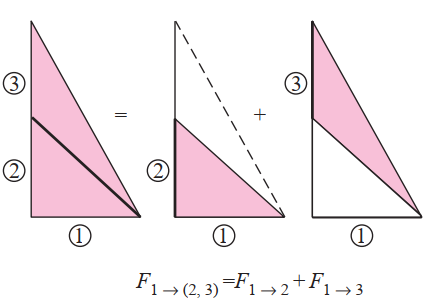 ③ = + ③
② ②
① ① ①
F₁ → (2, 3) = F₁ → 2 + F₁ → 3